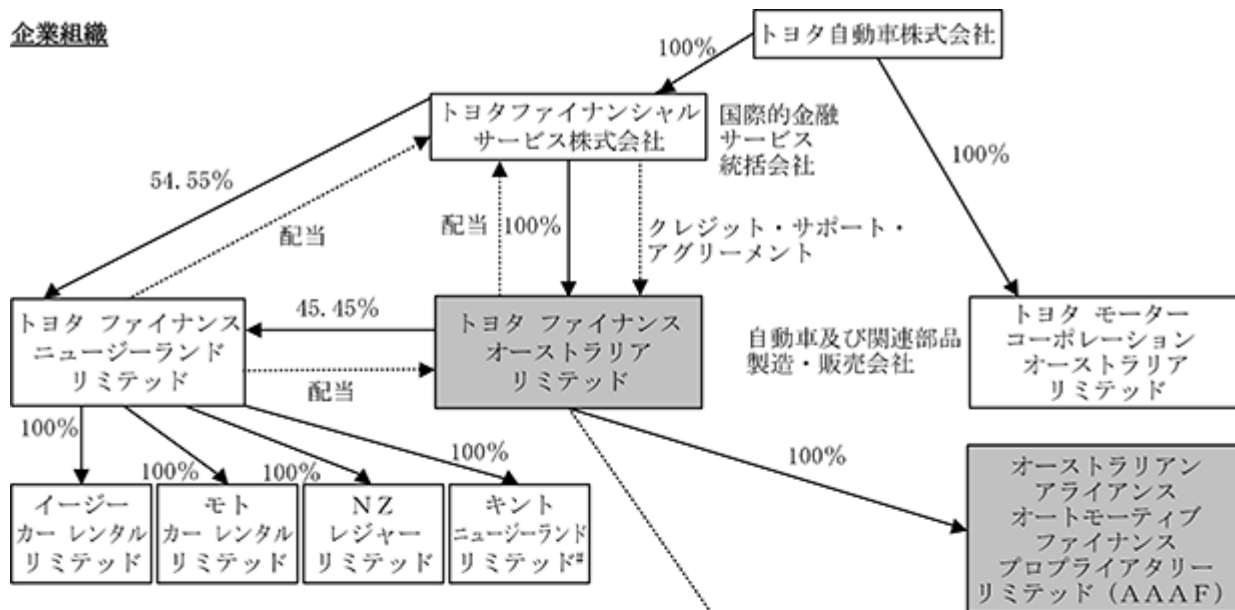 企業組織
トヨタ自動車株式会社
100%
トヨタファイナンシャル
サービス株式会社
国際的金融
サービス
統括会社
100%
54.55%
配当
配当
100%
クレジット・サポート・
アグリーメント
トヨタ ファイナンス
ニュージーランド
リミテッド
45.45%
配当
トヨタ ファイナンス
オーストラリア
リミテッド
自動車及び関連部品
製造・販売会社
トヨタ モーター
コーポレーション
オーストラリア
リミテッド
100%
100%
100%
100%
100%
イージー
カー レンタル
リミテッド
モト
カー レンタル
リミテッド
NZ
レジャー
リミテッド
キント
ニュージーランド
リミテッド#
オーストラリアン
アライアンス
オートモーティブ
ファイナンス
プロプライアタリー
リミテッド(AAAF)